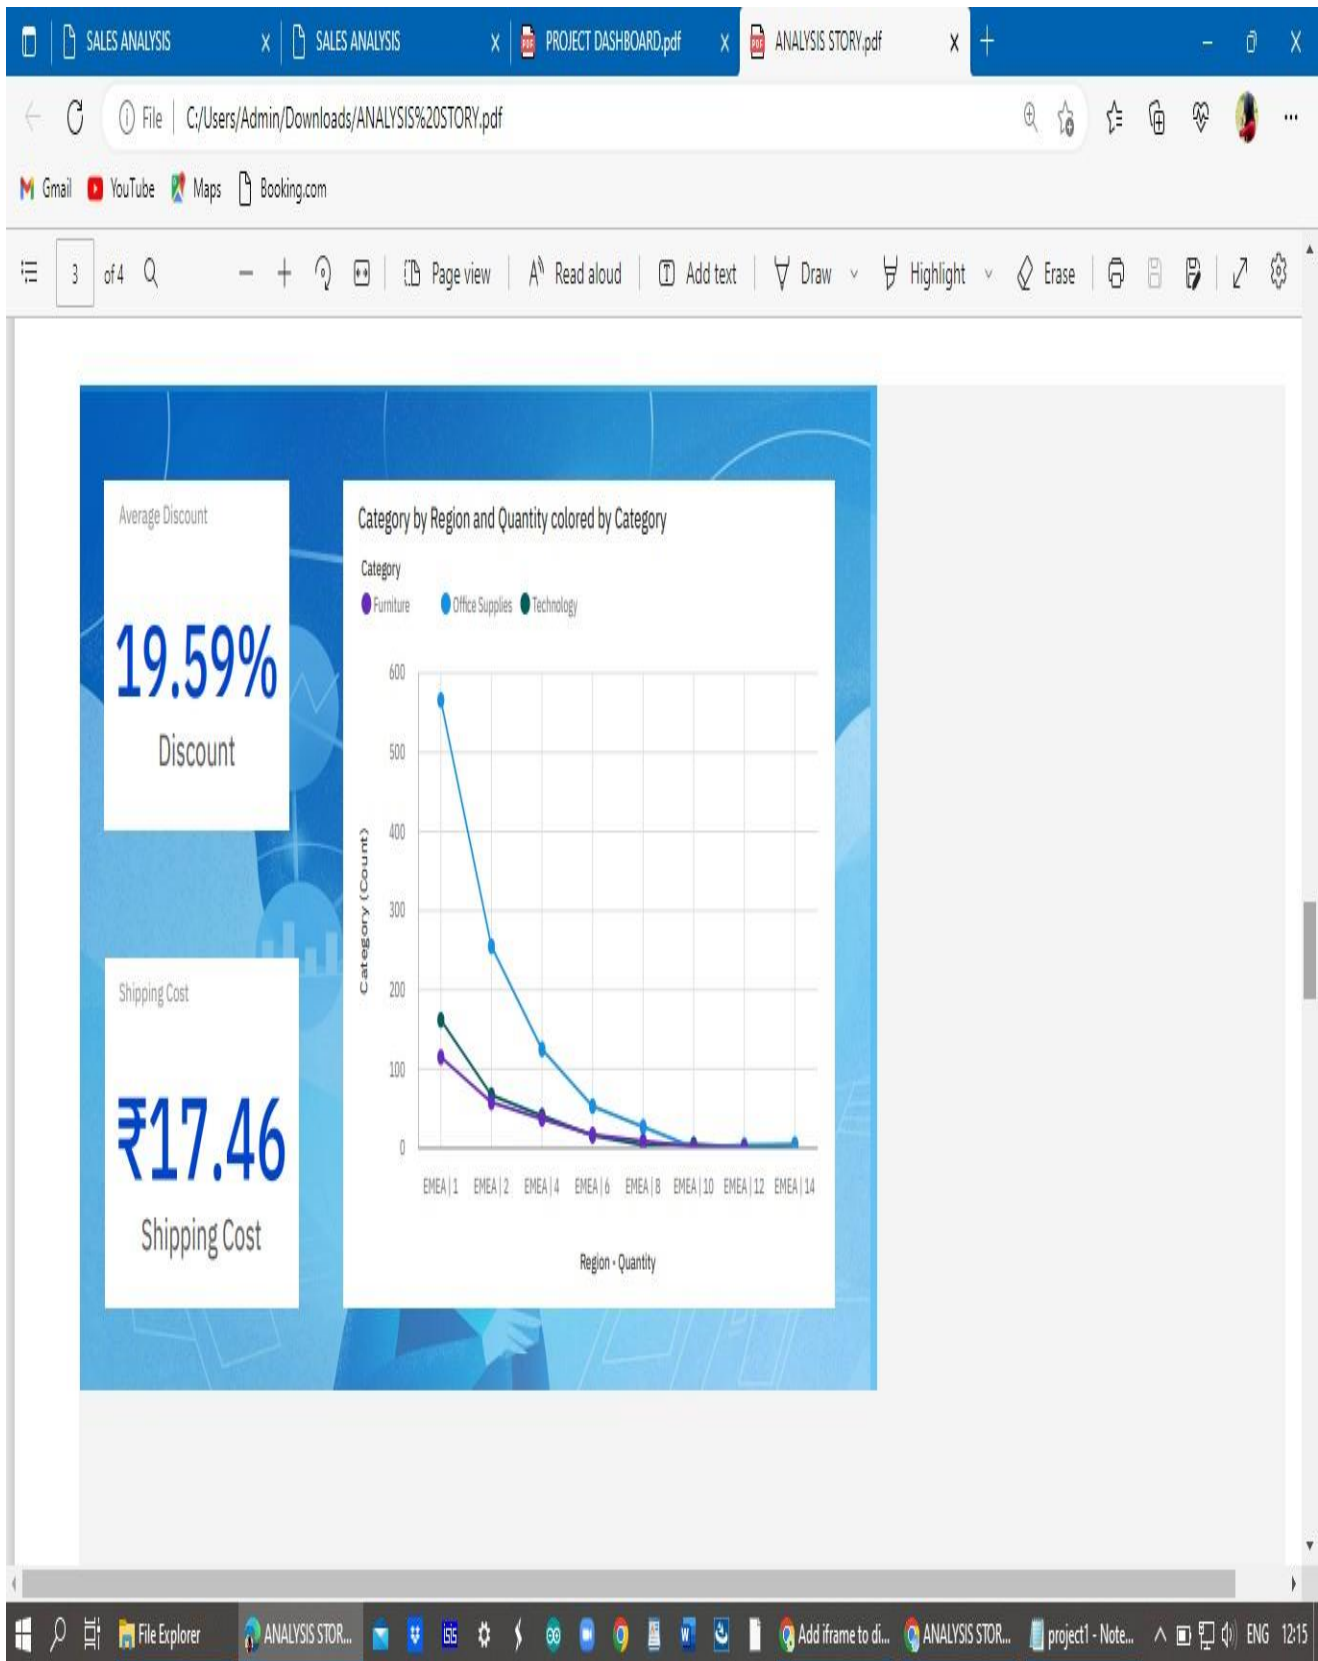 SALES ANALYSIS
SALES ANALYSIS
PROJECT DASHBOARD.pdf
ANALYSIS STORY.pdf
File | C:/Users/Admin/Downloads/ANALYSIS%20STORY.pdf
Gmail YouTube Maps Booking.com
3 of 4 Page view Read aloud Add text Draw Highlight Erase
Average Discount
19.59%
Discount
Shipping Cost
₹17.46
Shipping Cost
Category by Region and Quantity colored by Category
Category
Furniture Office Supplies Technology
Category (Count)
600
500
400
300
200
100
0
EMEA | 1 EMEA | 2 EMEA | 4 EMEA | 6 EMEA | 8 EMEA | 10 EMEA | 12 EMEA | 14
Region - Quantity
File Explorer ANALYSIS STOR... Add iframe to di... ANALYSIS STOR... project1 - Note... ENG 12:15